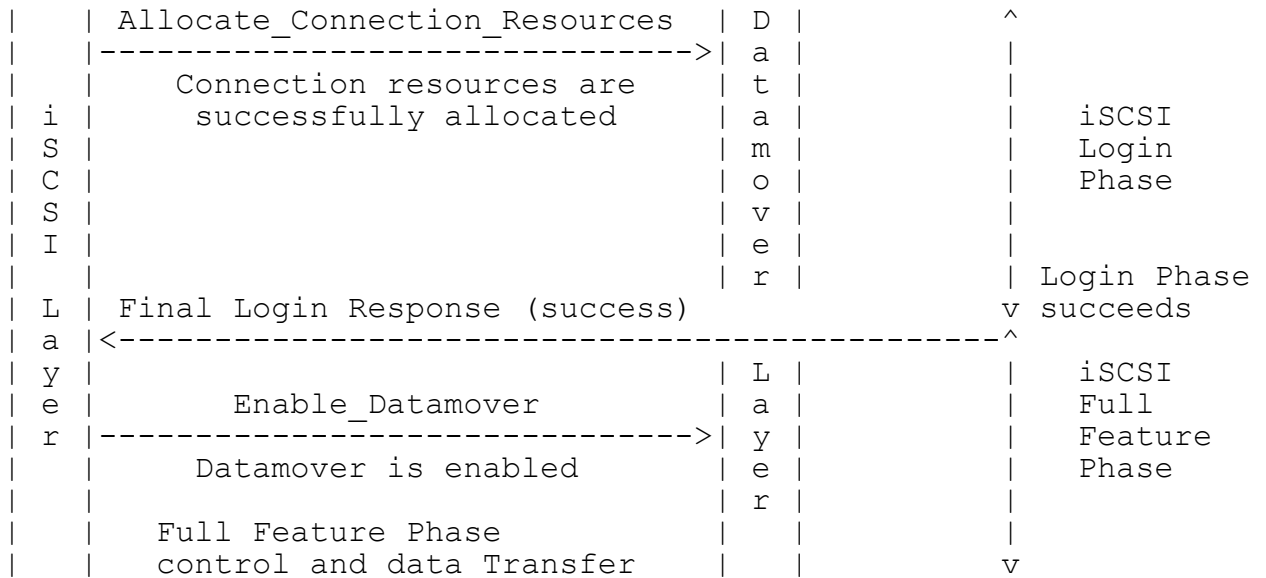 |   |   | Allocate_Connection_Resources  | D |          ^
|   |   |------------------------------->| a |          |
|   |   |    Connection resources are    | t |          |
|   | i |     successfully allocated     | a |          |   iSCSI
|   | S |                                | m |          |   Login
|   | C |                                | o |          |   Phase
|   | S |                                | v |          |
|   | I |                                | e |          |
|   |   |                                | r |          | Login Phase
|   | L | Final Login Response (success)                v succeeds
|   | a |<----------------------------------------------^
|   | y |                                | L |          |   iSCSI
|   | e |       Enable_Datamover         | a |          |   Full
|   | r |------------------------------->| y |          |   Feature
|   |   |     Datamover is enabled       | e |          ^   Phase
|   |   |                                | r |          |
|   |   |   Full Feature Phase           |   |          |
|   |   |   control and data Transfer    |   |          v